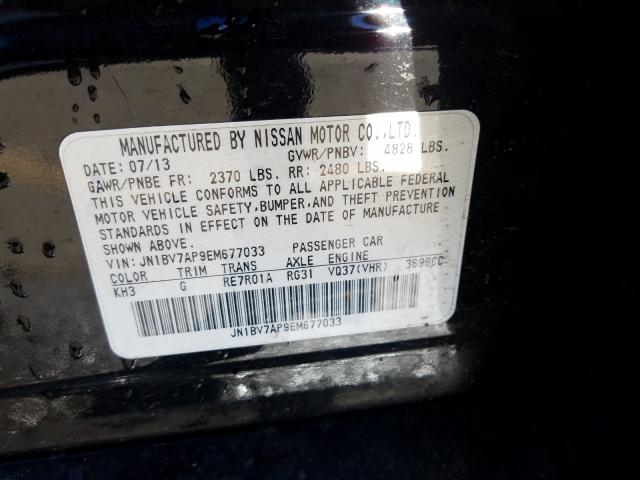 MANUFACTURED BY NISSAN MOTOR CO.,LTD.
DATE: 07/13 GVWR/PNBV: 4828 LBS.
GAWR/PNBE FR: 2370 LBS. RR: 2480 LBS.
THIS VEHICLE CONFORMS TO ALL APPLICABLE FEDERAL
MOTOR VEHICLE SAFETY,BUMPER,AND THEFT PREVENTION
STANDARDS IN EFFECT ON THE DATE OF MANUFACTURE
SHOWN ABOVE.
VIN: JN1BV7AP9EM677033 PASSENGER CAR
COLOR TRIM TRANS AXLE ENGINE
KH3 G RE7R01A RG31 VQ37(VHR) 3696CC
JN1BV7AP9EM677033